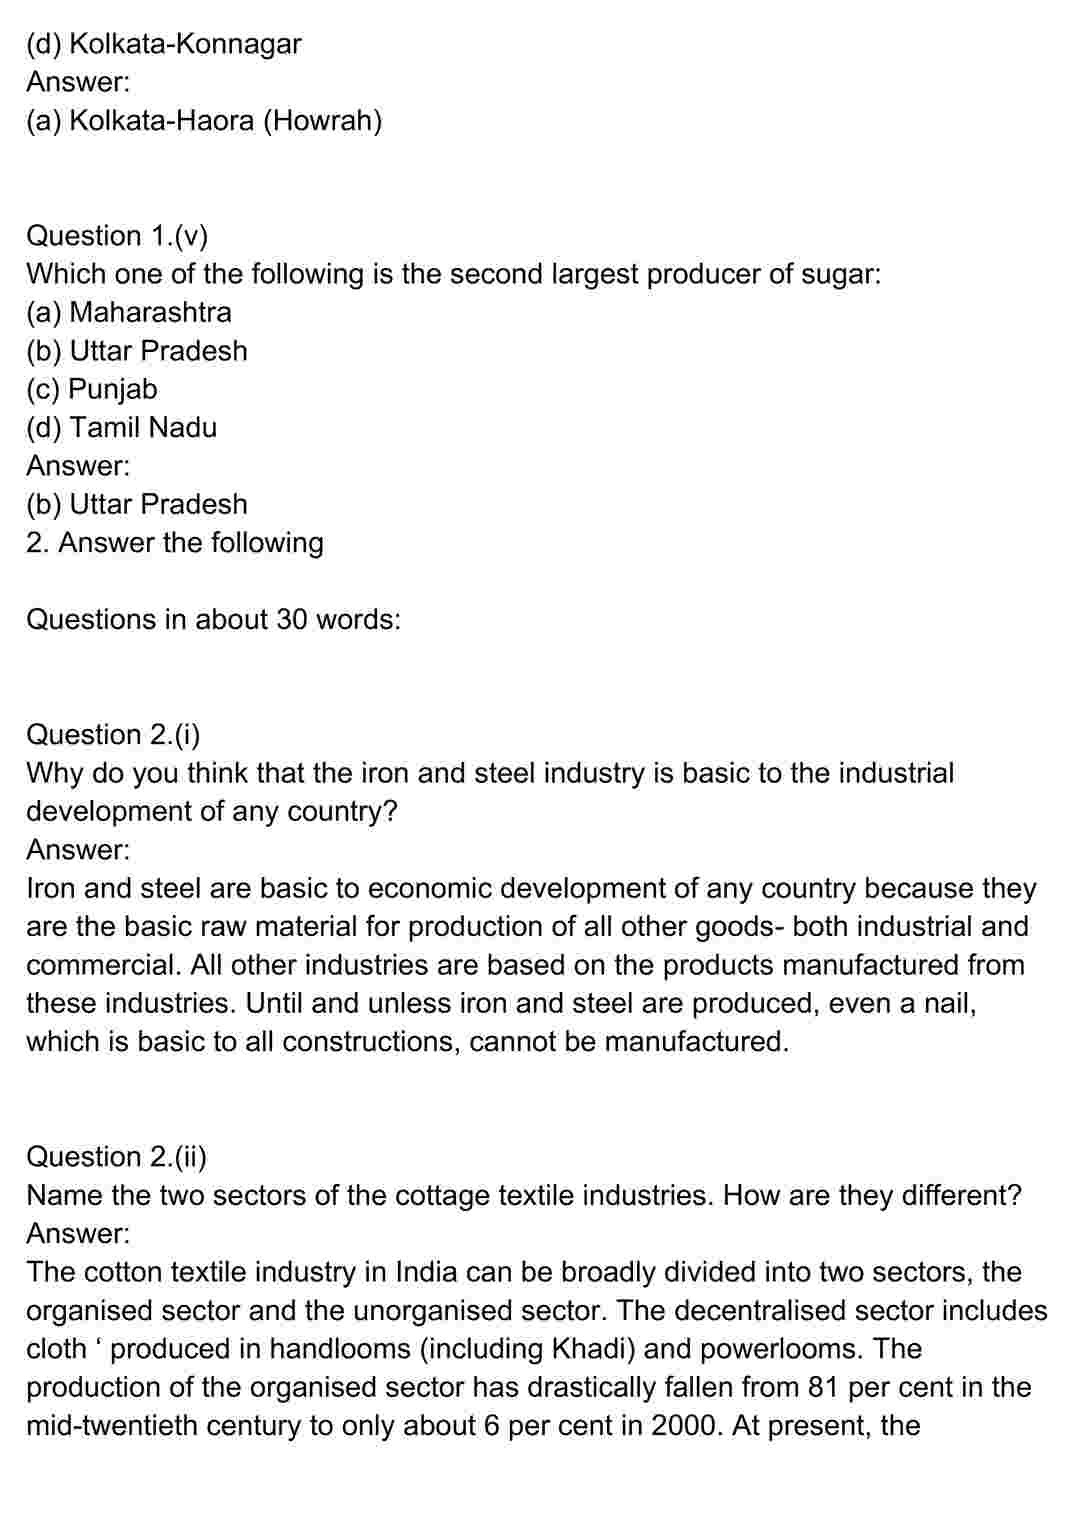 (d) Kolkata-Konnagar
Answer:
(a) Kolkata-Haora (Howrah)
Question 1.(v)
Which one of the following is the second largest producer of sugar:
(a) Maharashtra
(b) Uttar Pradesh
(c) Punjab
(d) Tamil Nadu
Answer:
(b) Uttar Pradesh
2. Answer the following
Questions in about 30 words:
Question 2.(i)
Why do you think that the iron and steel industry is basic to the industrial
development of any country?
Answer:
Iron and steel are basic to economic development of any country because they
are the basic raw material for production of all other goods- both industrial and
commercial. All other industries are based on the products manufactured from
these industries. Until and unless iron and steel are produced, even a nail,
which is basic to all constructions, cannot be manufactured.
Question 2.(ii)
Name the two sectors of the cottage textile industries. How are they different?
Answer:
The cotton textile industry in India can be broadly divided into two sectors, the
organised sector and the unorganised sector. The decentralised sector includes
cloth ‘ produced in handlooms (including Khadi) and powerlooms. The
production of the organised sector has drastically fallen from 81 per cent in the
mid-twentieth century to only about 6 per cent in 2000. At present, the